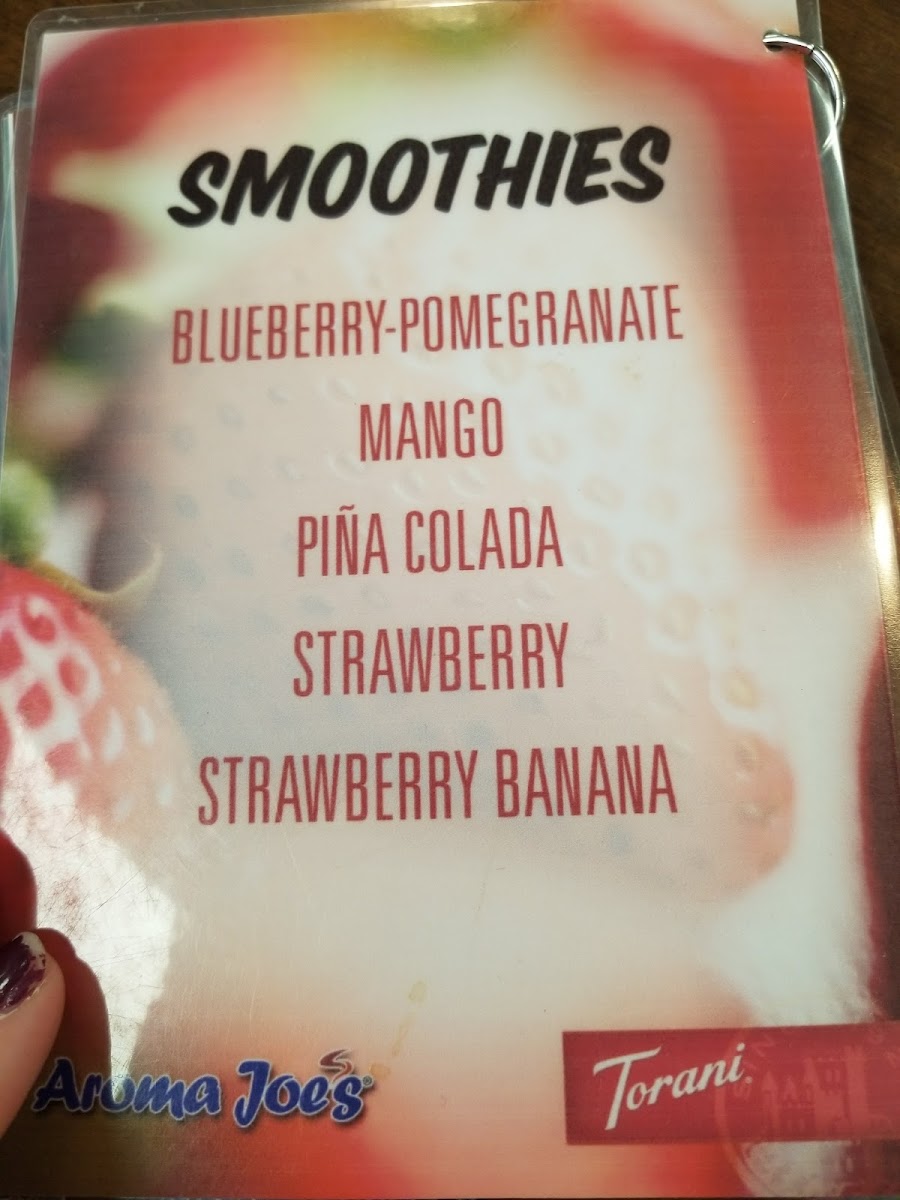 SMOOTHIES
BLUEBERRY-POMEGRANATE
MANGO
PIÑA COLADA
STRAWBERRY
STRAWBERRY BANANA
Aroma Joe's®
Torani®